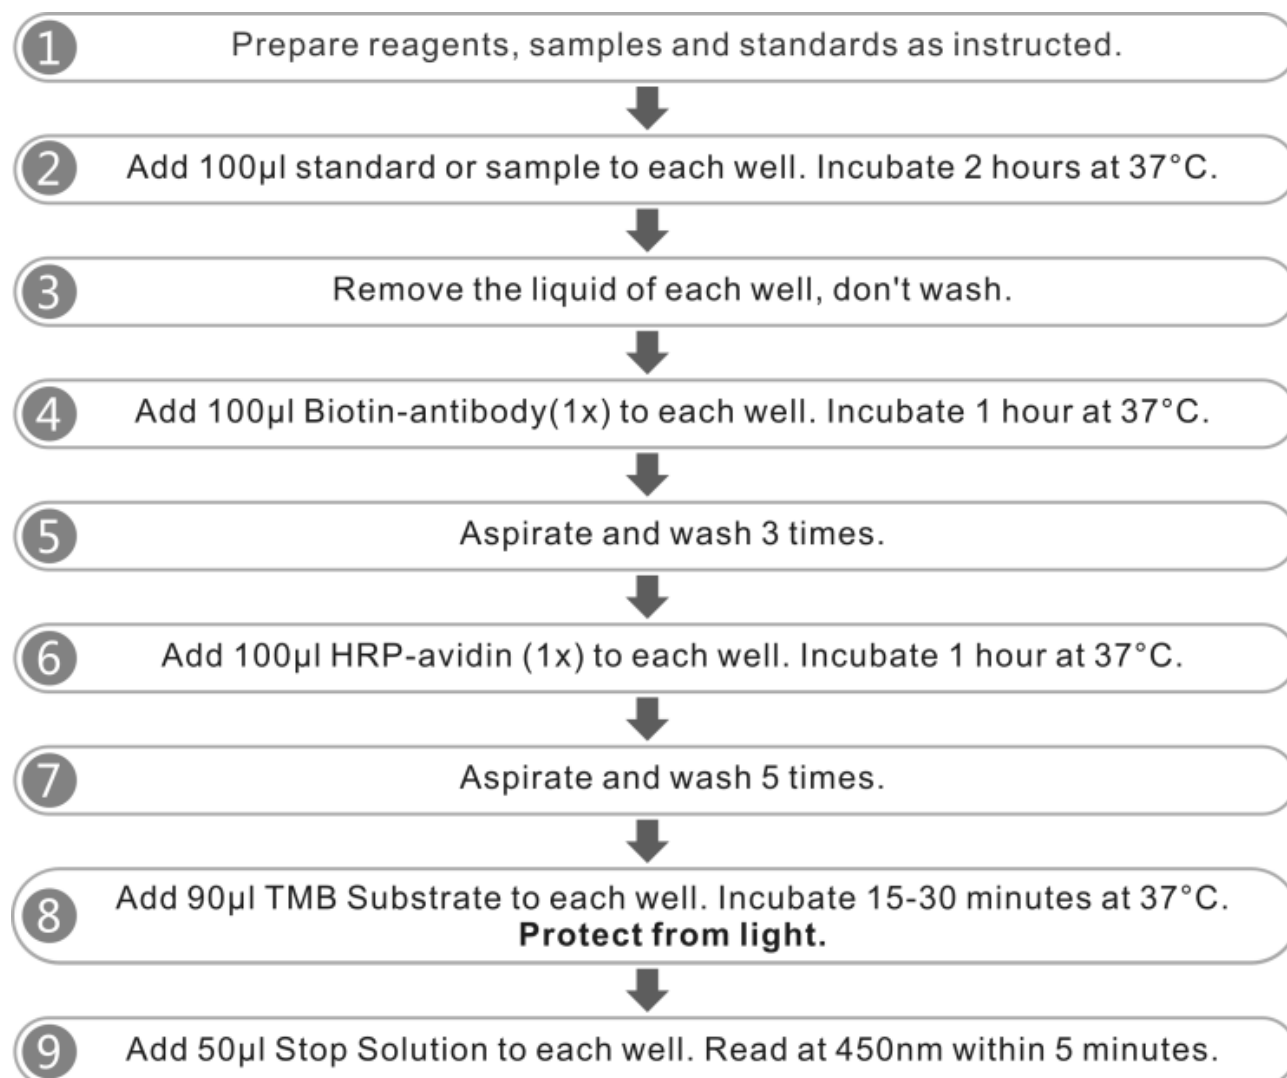 1 Prepare reagents, samples and standards as instructed.
2 Add 100µl standard or sample to each well. Incubate 2 hours at 37°C.
3 Remove the liquid of each well, don't wash.
4 Add 100µl Biotin-antibody(1x) to each well. Incubate 1 hour at 37°C.
5 Aspirate and wash 3 times.
6 Add 100µl HRP-avidin (1x) to each well. Incubate 1 hour at 37°C.
7 Aspirate and wash 5 times.
8 Add 90µl TMB Substrate to each well. Incubate 15-30 minutes at 37°C.
Protect from light.
9 Add 50µl Stop Solution to each well. Read at 450nm within 5 minutes.